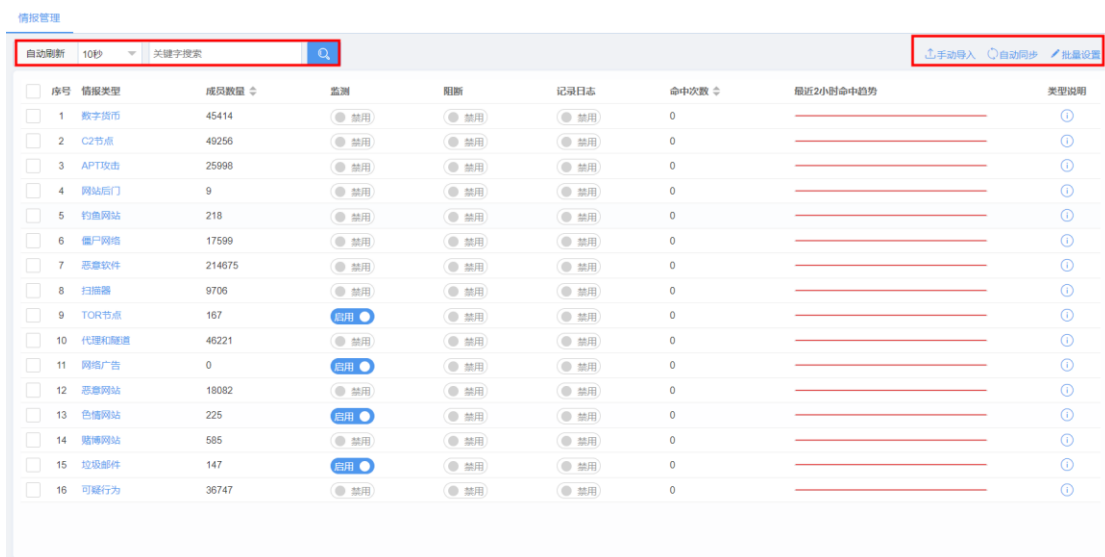 情报管理
自动刷新 10秒 关键字搜索 手动导入 自动同步 批量设置
序号 情报类型 成员数量 监测 阻断 记录日志 命中次数 最近2小时命中趋势 类型说明
1 数字货币 45414 禁用 禁用 禁用 0
2 C2节点 49256 禁用 禁用 禁用 0
3 APT攻击 25998 禁用 禁用 禁用 0
4 网站后门 9 禁用 禁用 禁用 0
5 钓鱼网站 218 禁用 禁用 禁用 0
6 僵尸网络 17599 禁用 禁用 禁用 0
7 恶意软件 214675 禁用 禁用 禁用 0
8 扫描器 9706 禁用 禁用 禁用 0
9 TOR节点 167 启用 禁用 禁用 0
10 代理和隧道 46221 禁用 禁用 禁用 0
11 网络广告 0 启用 禁用 禁用 0
12 恶意网站 18082 禁用 禁用 禁用 0
13 色情网站 225 启用 禁用 禁用 0
14 赌博网站 585 禁用 禁用 禁用 0
15 垃圾邮件 147 启用 禁用 禁用 0
16 可疑行为 36747 禁用 禁用 禁用 0